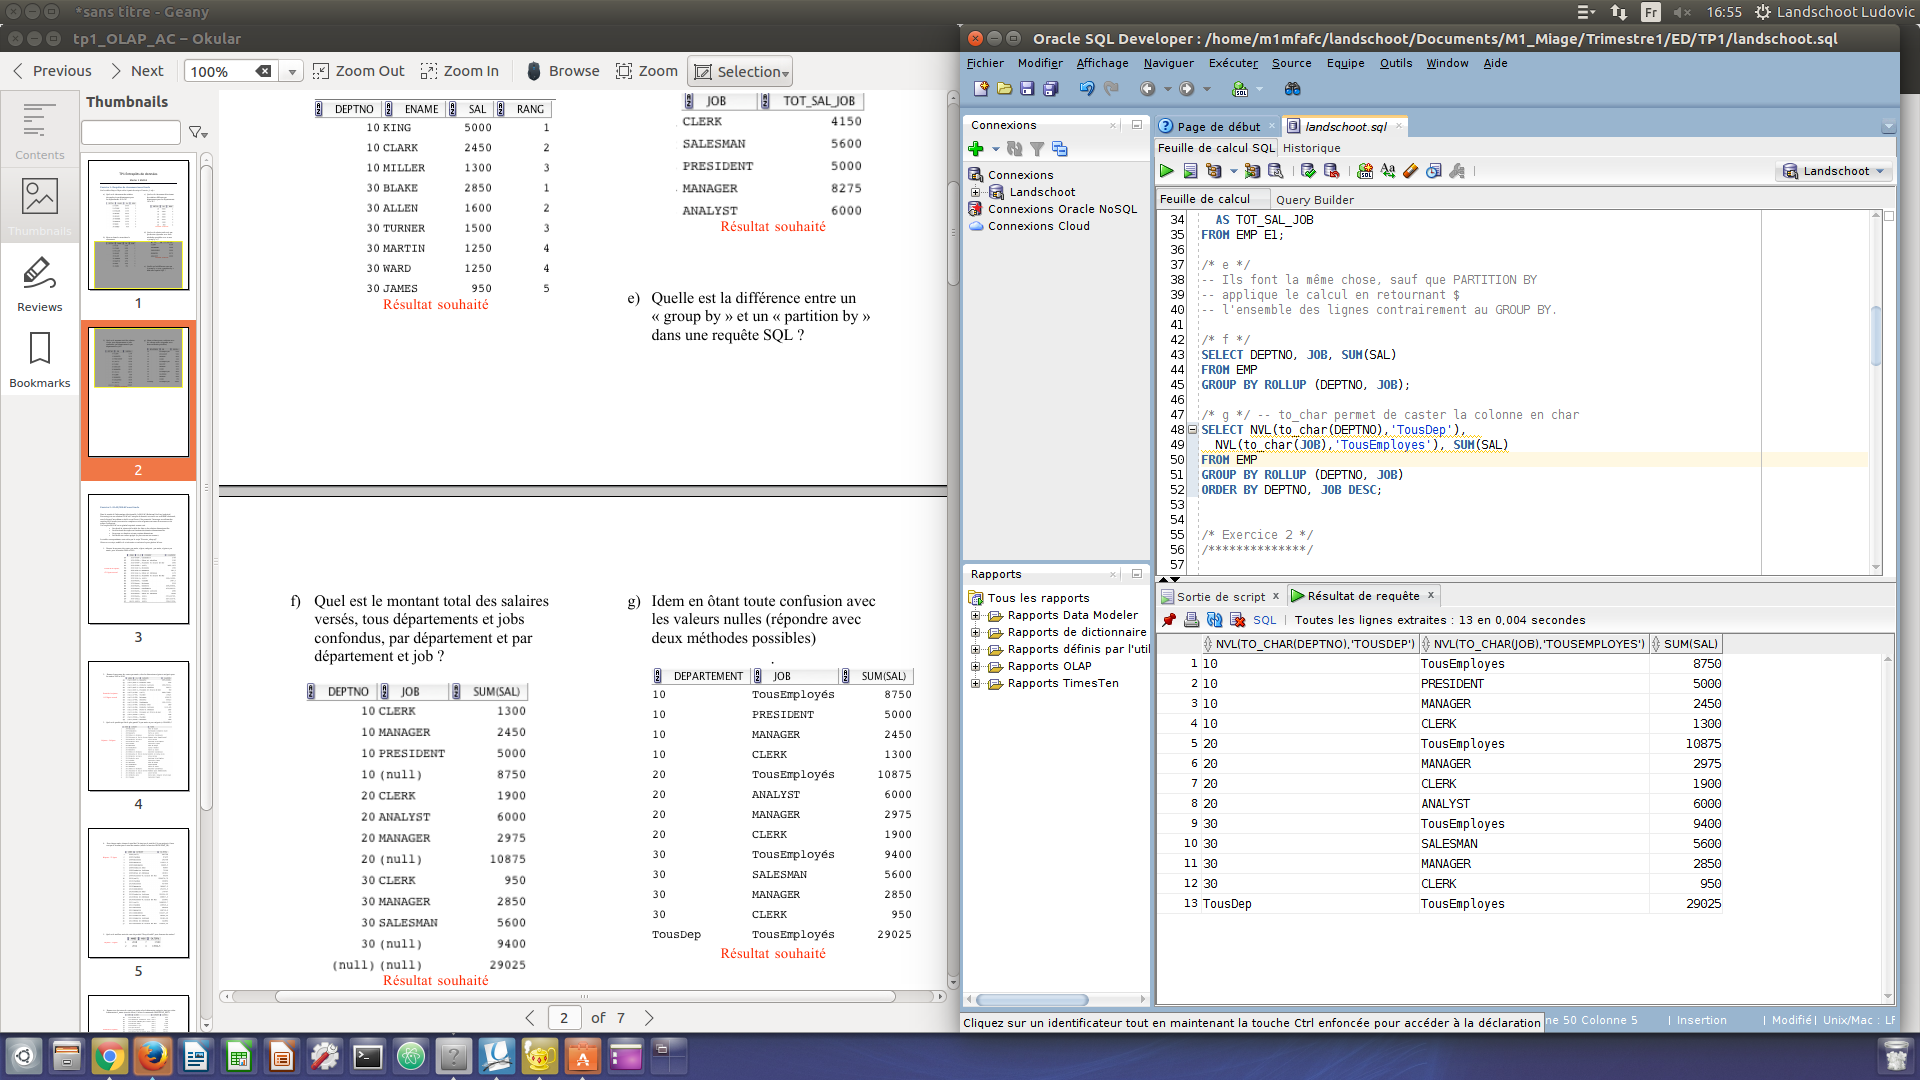 *sans titre - Geany
Fr
16:55
Landschoot Ludovic
tp1_OLAP_AC – Okular
Previous
Next
100%
Zoom Out
Zoom In
Browse
Zoom
Selection
Contents
Thumbnails
Reviews
Bookmarks
Thumbnails
1
2
3
4
5
DEPTNO ENAME SAL RANG
10 KING 5000 1
10 CLARK 2450 2
10 MILLER 1300 3
30 BLAKE 2850 1
30 ALLEN 1600 2
30 TURNER 1500 3
30 MARTIN 1250 4
30 WARD 1250 4
30 JAMES 950 5
Résultat souhaité
JOB TOT_SAL_JOB
CLERK 4150
SALESMAN 5600
PRESIDENT 5000
MANAGER 8275
ANALYST 6000
Résultat souhaité
e) Quelle est la différence entre un
« group by » et un « partition by »
dans une requête SQL ?
f) Quel est le montant total des salaires
versés, tous départements et jobs
confondus, par département et par
département et job ?
DEPTNO JOB SUM(SAL)
10 CLERK 1300
10 MANAGER 2450
10 PRESIDENT 5000
10 (null) 8750
20 CLERK 1900
20 ANALYST 6000
20 MANAGER 2975
20 (null) 10875
30 CLERK 950
30 MANAGER 2850
30 SALESMAN 5600
30 (null) 9400
(null) (null) 29025
Résultat souhaité
g) Idem en ôtant toute confusion avec
les valeurs nulles (répondre avec
deux méthodes possibles)
.
DEPARTEMENT JOB SUM(SAL)
10 TousEmployés 8750
10 PRESIDENT 5000
10 MANAGER 2450
10 CLERK 1300
20 TousEmployés 10875
20 ANALYST 6000
20 MANAGER 2975
20 CLERK 1900
30 TousEmployés 9400
30 SALESMAN 5600
30 MANAGER 2850
30 CLERK 950
TousDep TousEmployés 29025
Résultat souhaité
2 of 7
Oracle SQL Developer : /home/m1mfafc/landschoot/Documents/M1_Miage/Trimestre1/ED/TP1/landschoot.sql
Fichier Modifier Affichage Naviguer Exécuter Source Equipe Outils Window Aide
Connexions
Connexions
Landschoot
Connexions Oracle NoSQL
Connexions Cloud
Rapports
Tous les rapports
Rapports Data Modeler
Rapports de dictionnaire
Rapports définis par l'util
Rapports OLAP
Rapports TimesTen
Page de début
landschoot.sql
Feuille de calcul SQL Historique
Landschoot
Feuille de calcul Query Builder
34 AS TOT_SAL_JOB
35 FROM EMP E1;
36
37 /* e */
38 -- Ils font la même chose, sauf que PARTITION BY
39 -- applique le calcul en retournant $
40 -- l'ensemble des lignes contrairement au GROUP BY.
41
42 /* f */
43 SELECT DEPTNO, JOB, SUM(SAL)
44 FROM EMP
45 GROUP BY ROLLUP (DEPTNO, JOB);
46
47 /* g */ -- to_char permet de caster la colonne en char
48 SELECT NVL(to_char(DEPTNO),'TousDep'),
49 NVL(to_char(JOB),'TousEmployes'), SUM(SAL)
50 FROM EMP
51 GROUP BY ROLLUP (DEPTNO, JOB)
52 ORDER BY DEPTNO, JOB DESC;
53
54
55 /* Exercice 2 */
56 /**************/
57
Sortie de script
Résultat de requête
SQL | Toutes les lignes extraites : 13 en 0,004 secondes
NVL(TO_CHAR(DEPTNO),'TOUSDEP') NVL(TO_CHAR(JOB),'TOUSEMPLOYES') SUM(SAL)
1 10 TousEmployes 8750
2 10 PRESIDENT 5000
3 10 MANAGER 2450
4 10 CLERK 1300
5 20 TousEmployes 10875
6 20 MANAGER 2975
7 20 CLERK 1900
8 20 ANALYST 6000
9 30 TousEmployes 9400
10 30 SALESMAN 5600
11 30 MANAGER 2850
12 30 CLERK 950
13 TousDep TousEmployes 29025
Cliquez sur un identificateur tout en maintenant la touche Ctrl enfoncée pour accéder à la déclaration
ne 50 Colonne 5 | Insertion | Modifié | Unix/Mac : LF